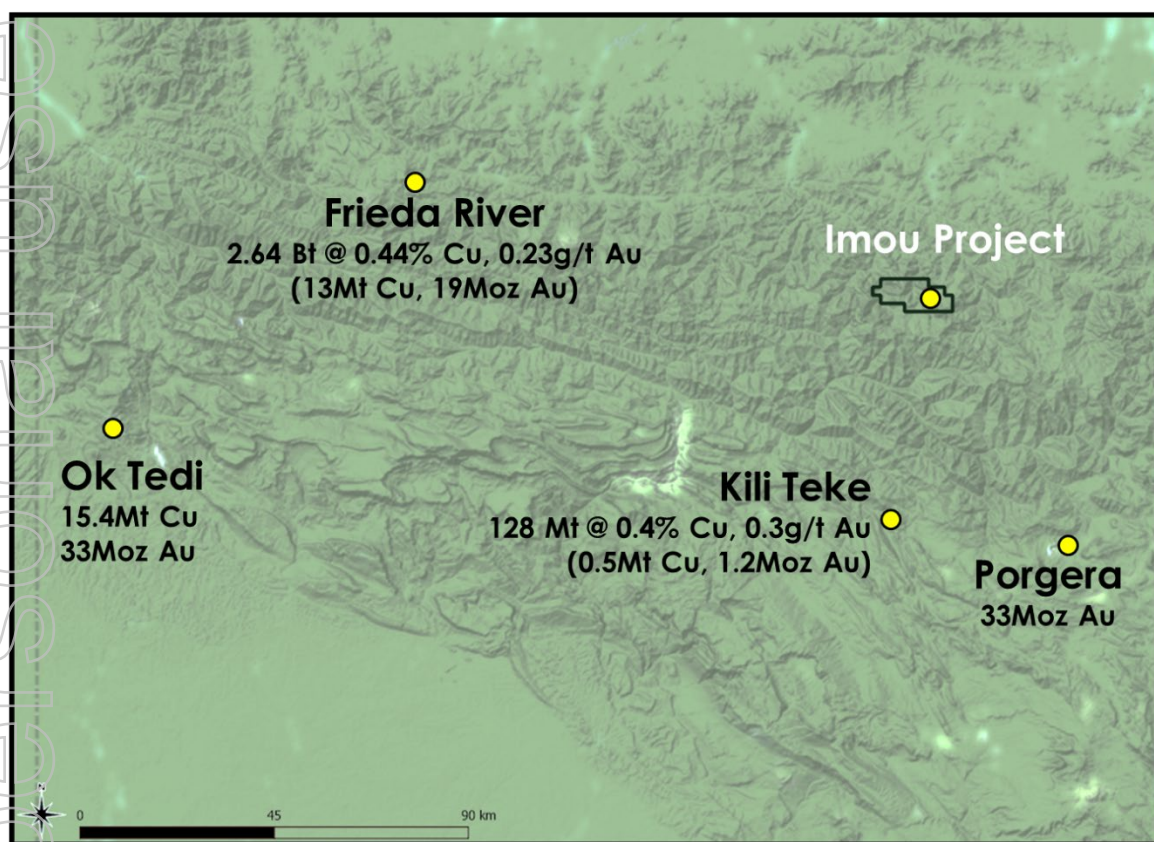 Frieda River
2.64 Bt @ 0.44% Cu, 0.23g/t Au
(13Mt Cu, 19Moz Au)
Imou Project
Ok Tedi
15.4Mt Cu
33Moz Au
Kili Teke
128 Mt @ 0.4% Cu, 0.3g/t Au
(0.5Mt Cu, 1.2Moz Au)
Porgera
33Moz Au
0 45 90 km